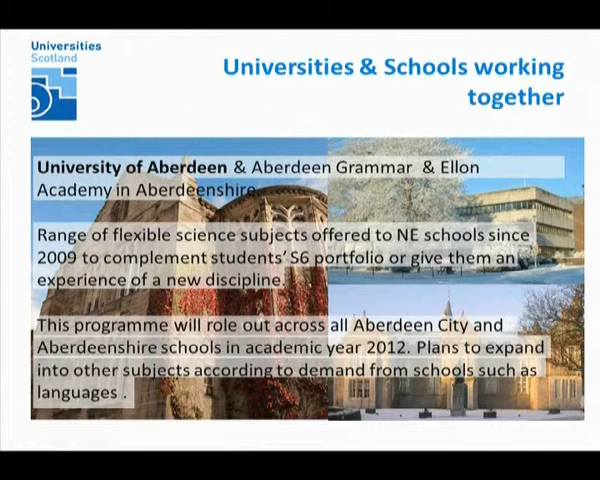 Universities
Scotland
Universities & Schools working
together
University of Aberdeen & Aberdeen Grammar & Ellon
Academy in Aberdeenshire.
Range of flexible science subjects offered to NE schools since
2009 to complement students’ S6 portfolio or give them an
experience of a new discipline.
This programme will role out across all Aberdeen City and
Aberdeenshire schools in academic year 2012. Plans to expand
into other subjects according to demand from schools such as
languages .